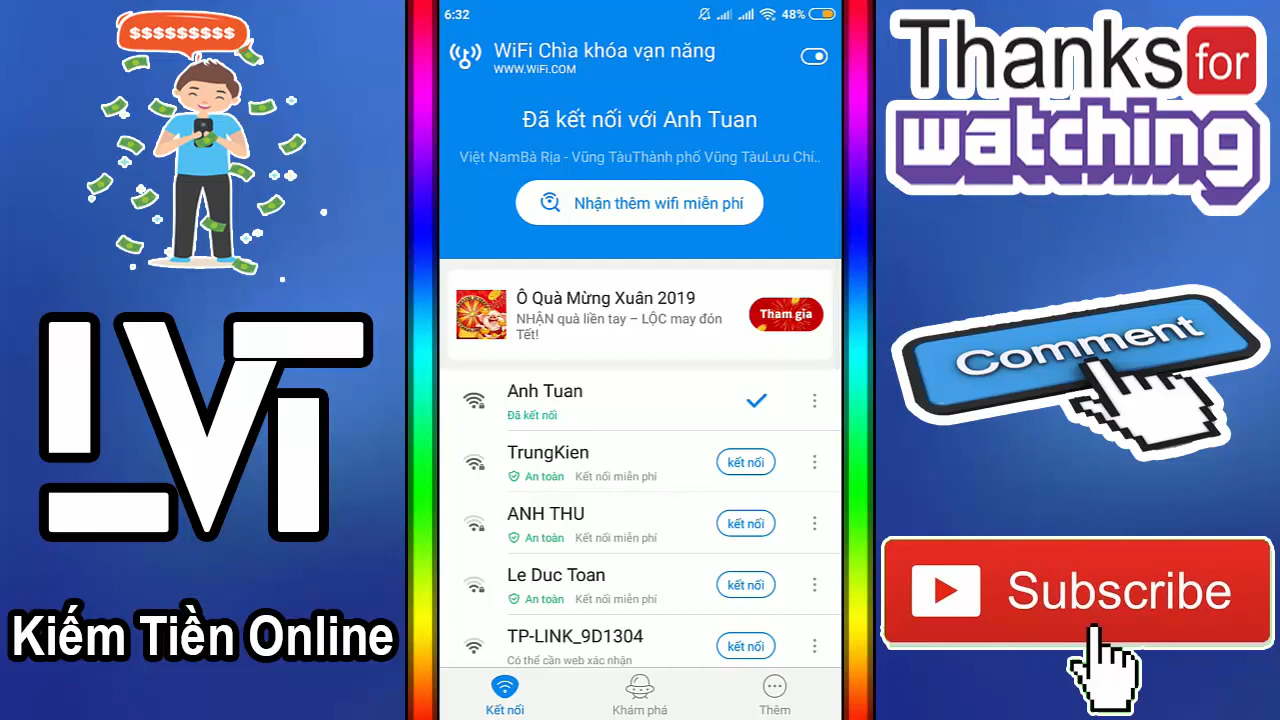 $$$$$$$$$
LVT
Kiếm Tiền Online
6:32
48%
WiFi Chìa khóa vạn năng
WWW.WiFi.COM
Đã kết nối với Anh Tuan
Việt NamBà Rịa - Vũng TàuThành phố Vũng TàuLưu Chí..
Nhận thêm wifi miễn phí
Ô Quà Mừng Xuân 2019
NHẬN quà liền tay – LỘC may đón
Tết!
Tham gia
Anh Tuan
Đã kết nối
TrungKien
An toàn Kết nối miễn phí
kết nối
ANH THU
An toàn Kết nối miễn phí
kết nối
Le Duc Toan
An toàn Kết nối miễn phí
kết nối
TP-LINK_9D1304
Có thể cần web xác nhận
kết nối
Kết nối
Khám phá
Thêm
Thanks for
watching
Comment
Subscribe